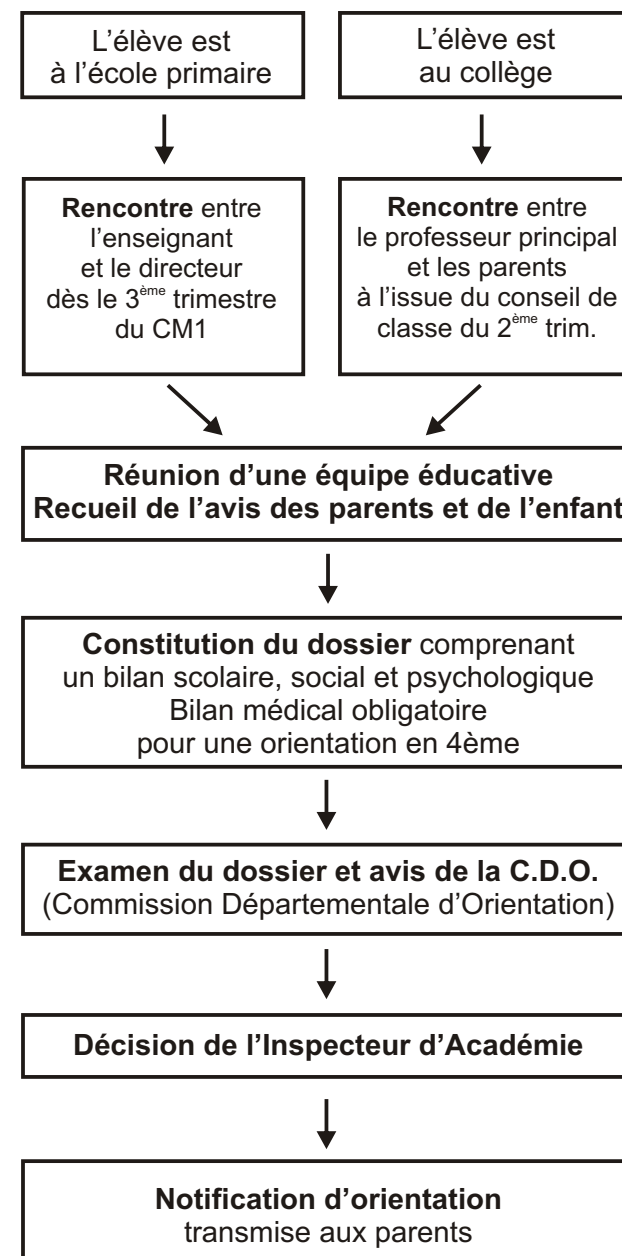 L’élève est
à l’école primaire
L’élève est
au collège
Rencontre entre
l’enseignant
et le directeur
dès le 3ème trimestre
du CM1
Rencontre entre
le professeur principal
et les parents
à l’issue du conseil de
classe du 2ème trim.
Réunion d’une équipe éducative
Recueil de l’avis des parents et de l’enfant
Constitution du dossier comprenant
un bilan scolaire, social et psychologique
Bilan médical obligatoire
pour une orientation en 4ème
Examen du dossier et avis de la C.D.O.
(Commission Départementale d’Orientation)
Décision de l’Inspecteur d’Académie
Notification d’orientation
transmise aux parents